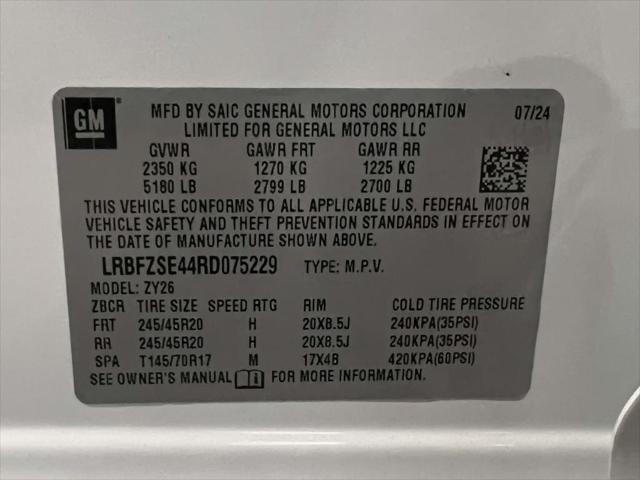 GM
MFD BY SAIC GENERAL MOTORS CORPORATION 07/24
LIMITED FOR GENERAL MOTORS LLC
GVWR GAWR FRT GAWR RR
2350 KG 1270 KG 1225 KG
5180 LB 2799 LB 2700 LB
THIS VEHICLE CONFORMS TO ALL APPLICABLE U.S. FEDERAL MOTOR
VEHICLE SAFETY AND THEFT PREVENTION STANDARDS IN EFFECT ON
THE DATE OF MANUFACTURE SHOWN ABOVE.
LRBFZSE44RD075229 TYPE: M.P.V.
MODEL: ZY26
ZBCR TIRE SIZE SPEED RTG RIM COLD TIRE PRESSURE
FRT 245/45R20 H 20X8.5J 240KPA(35PSI)
RR 245/45R20 H 20X8.5J 240KPA(35PSI)
SPA T145/70R17 M 17X4B 420KPA(60PSI)
SEE OWNER'S MANUAL FOR MORE INFORMATION.